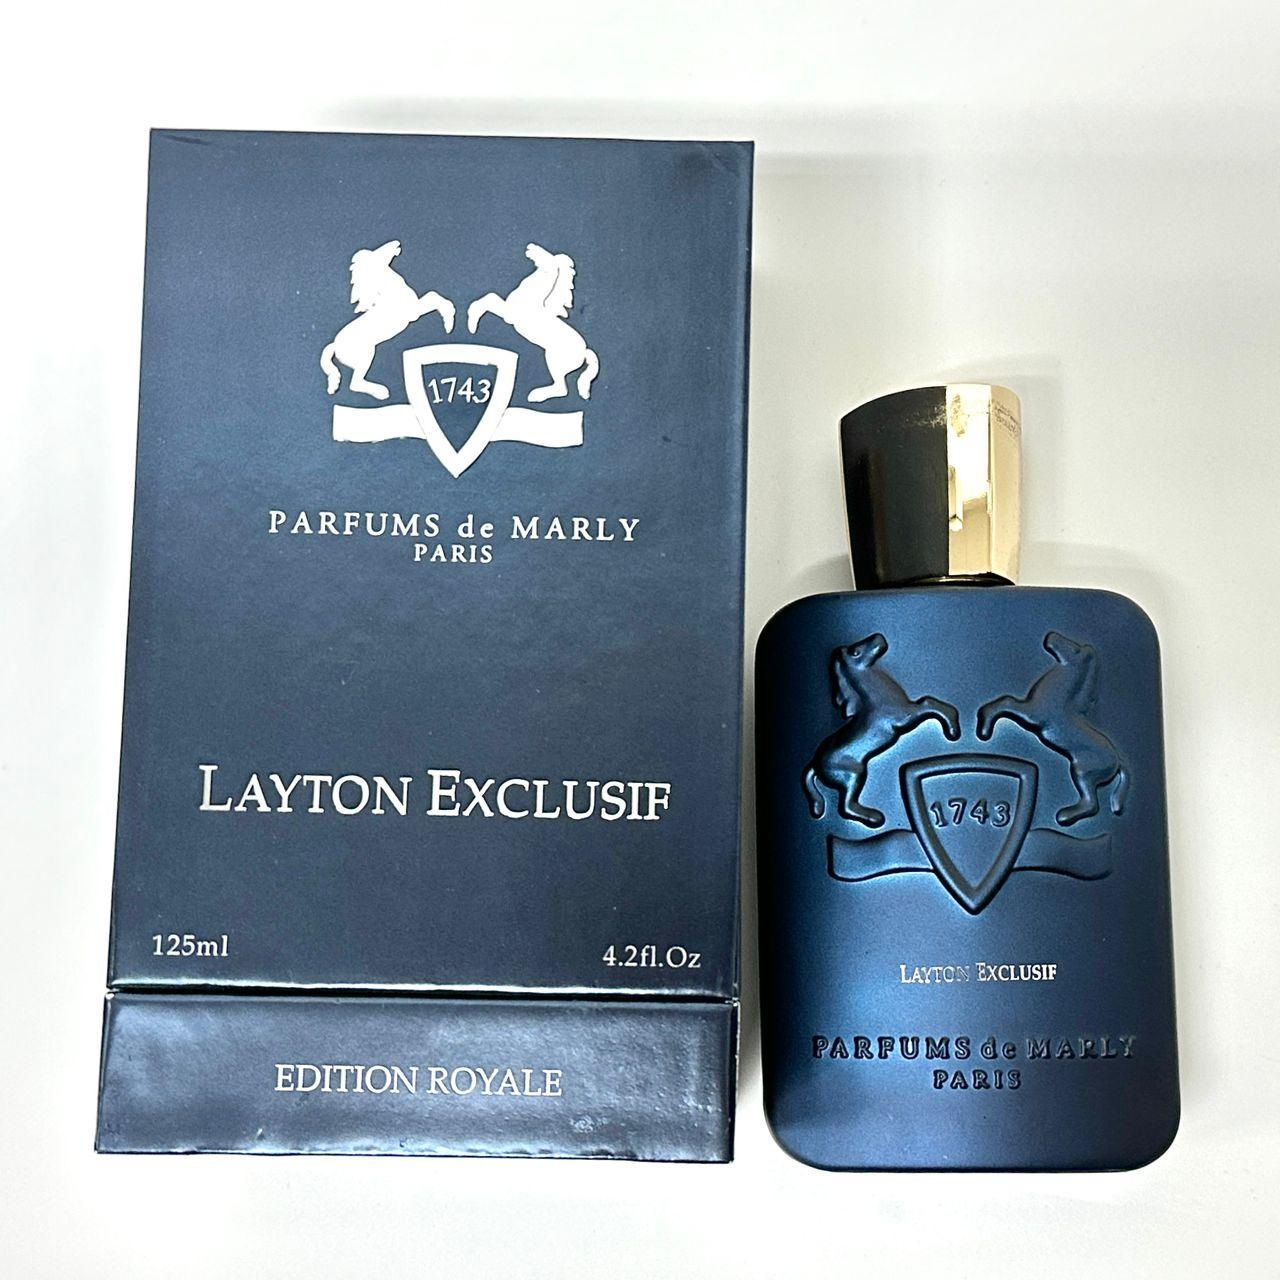 1743
PARFUMS de MARLY
PARIS
LAYTON EXCLUSIF
125ml
4.2fl.Oz
EDITION ROYALE
1743
LAYTON EXCLUSIF
PARFUMS de MARLY
PARIS